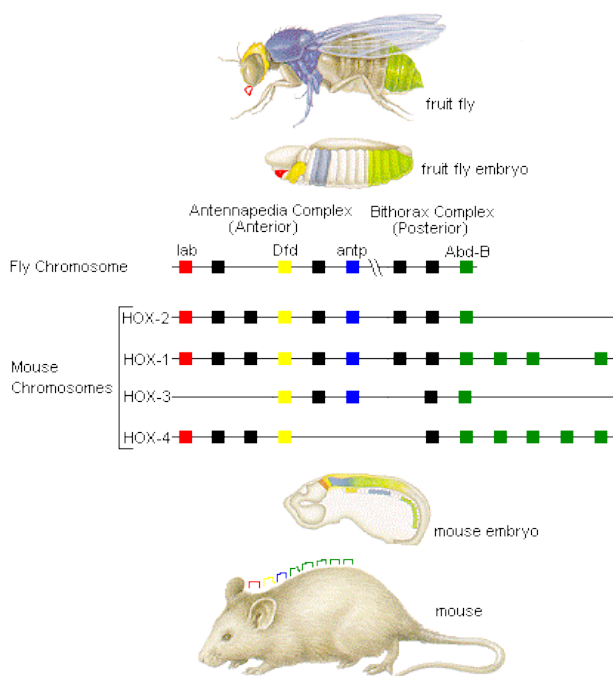 fruit fly
fruit fly embryo
Antennapedia Complex
(Anterior)
Bithorax Complex
(Posterior)
lab
Dfd
antp
Abd-B
Fly Chromosome
HOX-2
HOX-1
Mouse
Chromosomes
HOX-3
HOX-4
mouse embryo
mouse